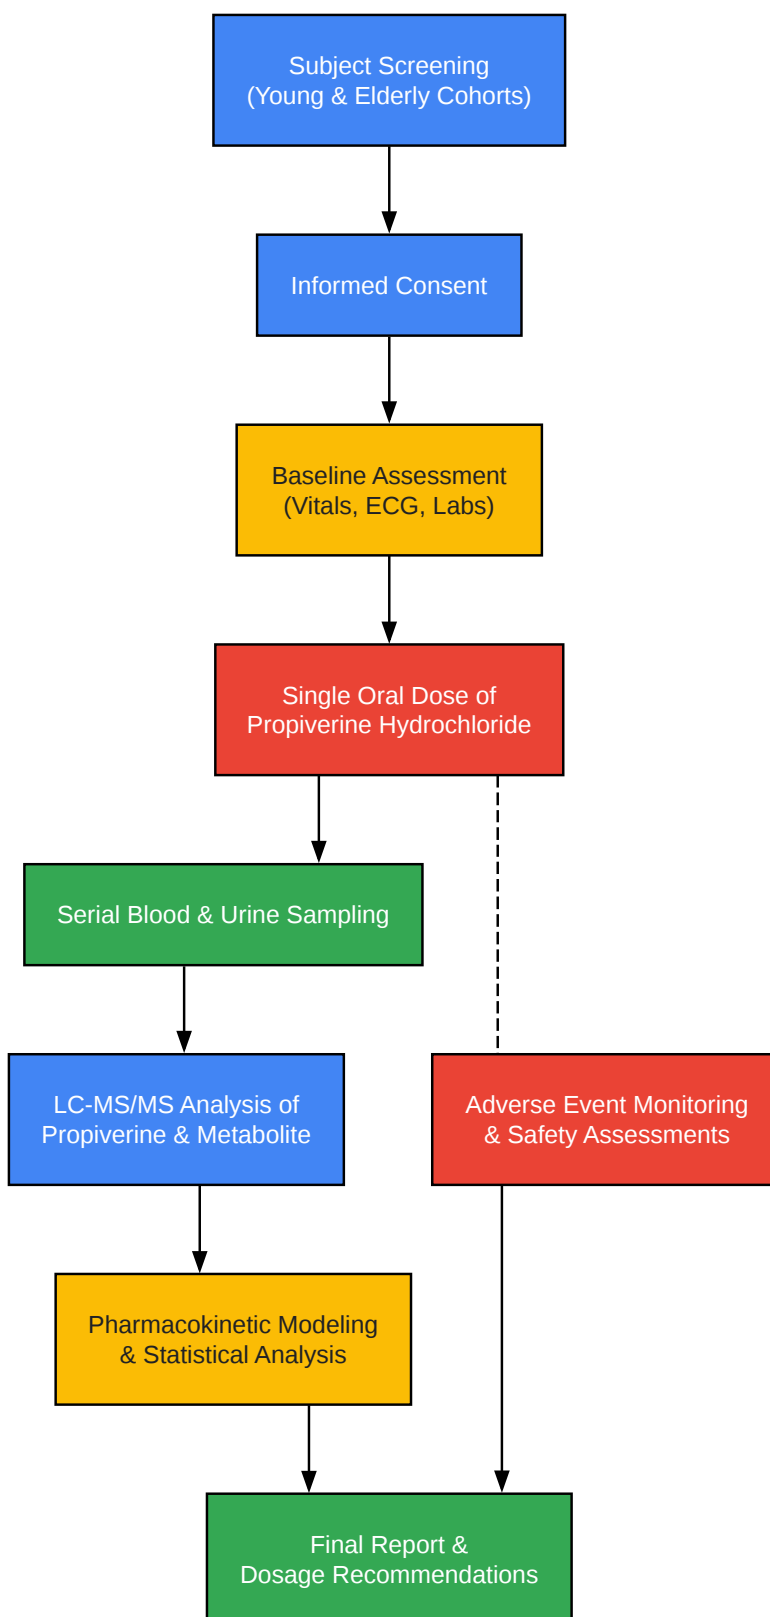 Subject Screening
(Young & Elderly Cohorts)
Informed Consent
Baseline Assessment
(Vitals, ECG, Labs)
Single Oral Dose of
Propiverine Hydrochloride
Serial Blood & Urine Sampling
LC-MS/MS Analysis of
Propiverine & Metabolite
Adverse Event Monitoring
& Safety Assessments
Pharmacokinetic Modeling
& Statistical Analysis
Final Report &
Dosage Recommendations